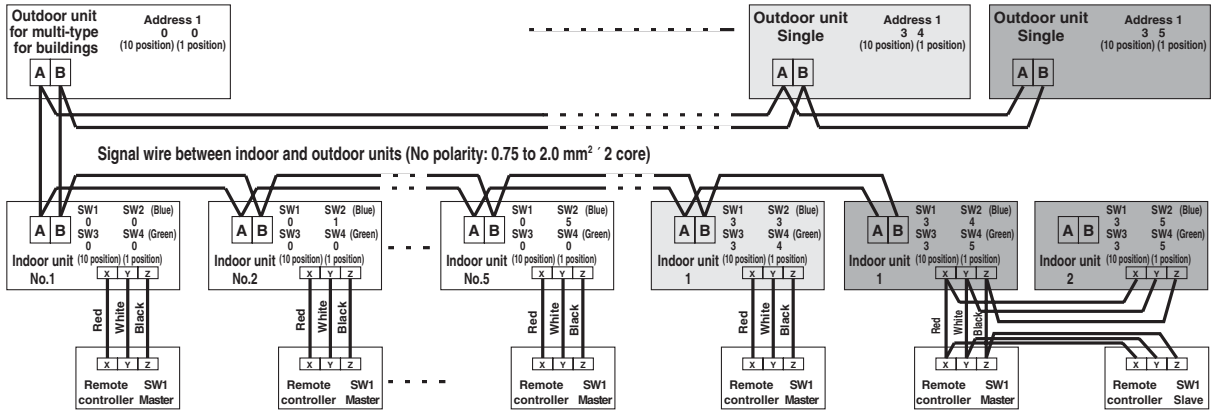 Outdoor unit for multi-type for buildings
Address 1
0 0
(10 position) (1 position)
A B
Outdoor unit Single
Address 1
3 4
(10 position) (1 position)
A B
Outdoor unit Single
Address 1
3 5
(10 position) (1 position)
A B
Signal wire between indoor and outdoor units (No polarity: 0.75 to 2.0 mm² ´ 2 core)
A B
SW1 SW2 (Blue)
0 0
SW3 SW4 (Green)
0 0
Indoor unit (10 position) (1 position)
No.1
X Y Z
A B
SW1 SW2 (Blue)
0 1
SW3 SW4 (Green)
0 0
Indoor unit (10 position) (1 position)
No.2
X Y Z
A B
SW1 SW2 (Blue)
0 5
SW3 SW4 (Green)
0 0
Indoor unit (10 position) (1 position)
No.5
X Y Z
A B
SW1 SW2 (Blue)
3 3
SW3 SW4 (Green)
3 4
Indoor unit (10 position) (1 position)
1
X Y Z
A B
SW1 SW2 (Blue)
3 4
SW3 SW4 (Green)
3 5
Indoor unit (10 position) (1 position)
1
X Y Z
A B
SW1 SW2 (Blue)
3 5
SW3 SW4 (Green)
3 5
Indoor unit (10 position) (1 position)
2
X Y Z
Red White Black
Red White Black
Red White Black
Red White Black
Red White Black
X Y Z
Remote SW1
controller Master
X Y Z
Remote SW1
controller Master
X Y Z
Remote SW1
controller Master
X Y Z
Remote SW1
controller Master
X Y Z
Remote SW1
controller Master
X Y Z
Remote SW1
controller Slave